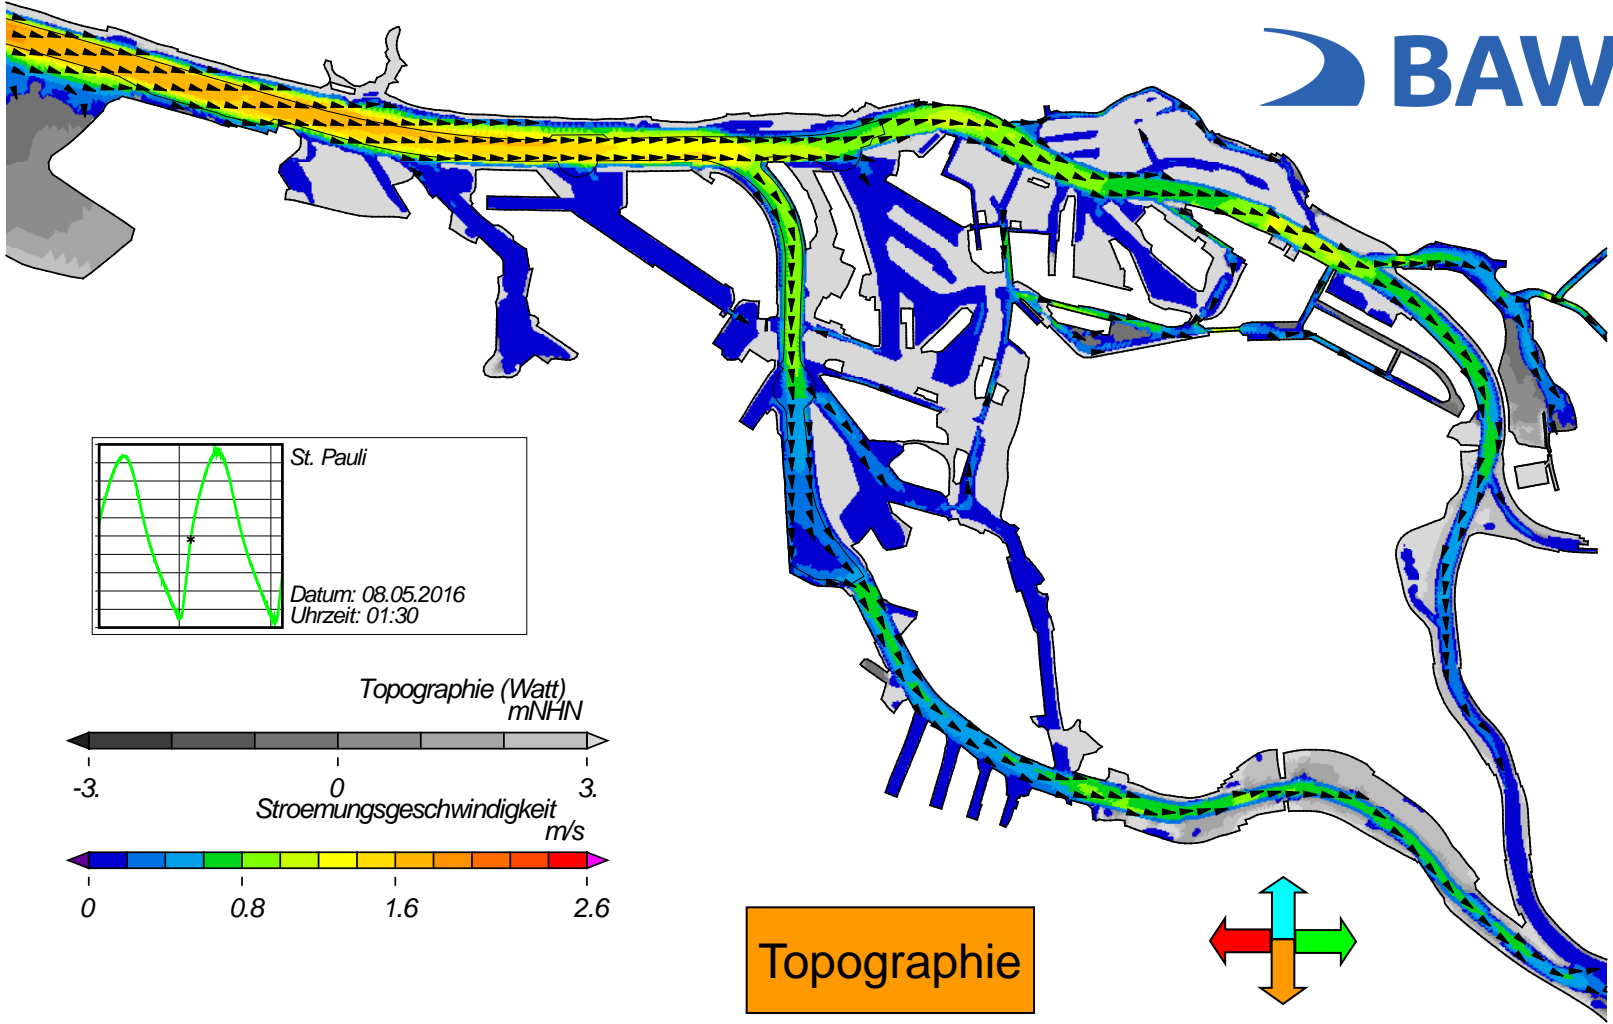 BAW
St. Pauli
Datum: 08.05.2016
Uhrzeit: 01:30
Topographie (Watt)
mNHN
-3. 0 3.
Stroemungsgeschwindigkeit
m/s
0 0.8 1.6 2.6
Topographie